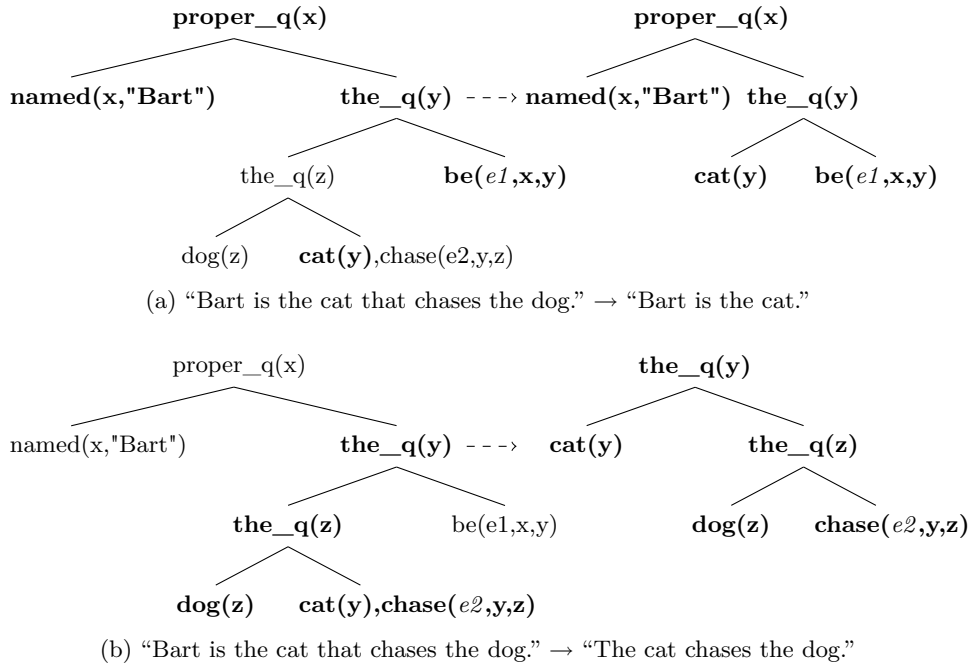 proper_q(x) proper_q(x)
named(x,"Bart") the_q(y) named(x,"Bart") the_q(y)
the_q(z) be(e1,x,y) cat(y) be(e1,x,y)
dog(z) cat(y),chase(e2,y,z)
(a) “Bart is the cat that chases the dog.” → “Bart is the cat.”
proper_q(x) the_q(y)
named(x,"Bart") the_q(y) cat(y) the_q(z)
the_q(z) be(e1,x,y) dog(z) chase(e2,y,z)
dog(z) cat(y),chase(e2,y,z)
(b) “Bart is the cat that chases the dog.” → “The cat chases the dog.”